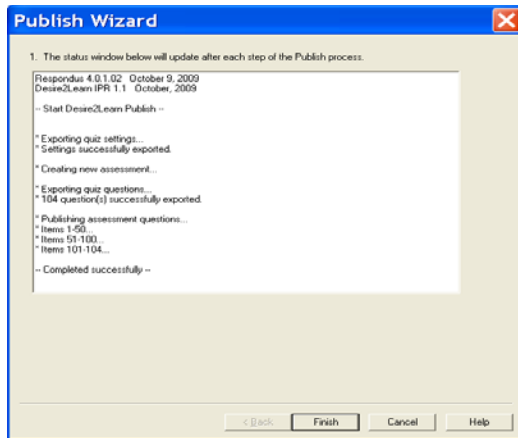 Publish Wizard
1. The status window below will update after each step of the Publish process.
Respondus 4.0.1.02 October 9, 2009
Desire2Learn IPR 1.1 October, 2009
-- Start Desire2Learn Publish --
* Exporting quiz settings...
* Settings successfully exported.
* Creating new assessment...
* Exporting quiz questions...
* 104 question(s) successfully exported.
* Publishing assessment questions...
* Items 1-50...
* Items 51-100...
* Items 101-104...
-- Completed successfully --
< Back Finish Cancel Help